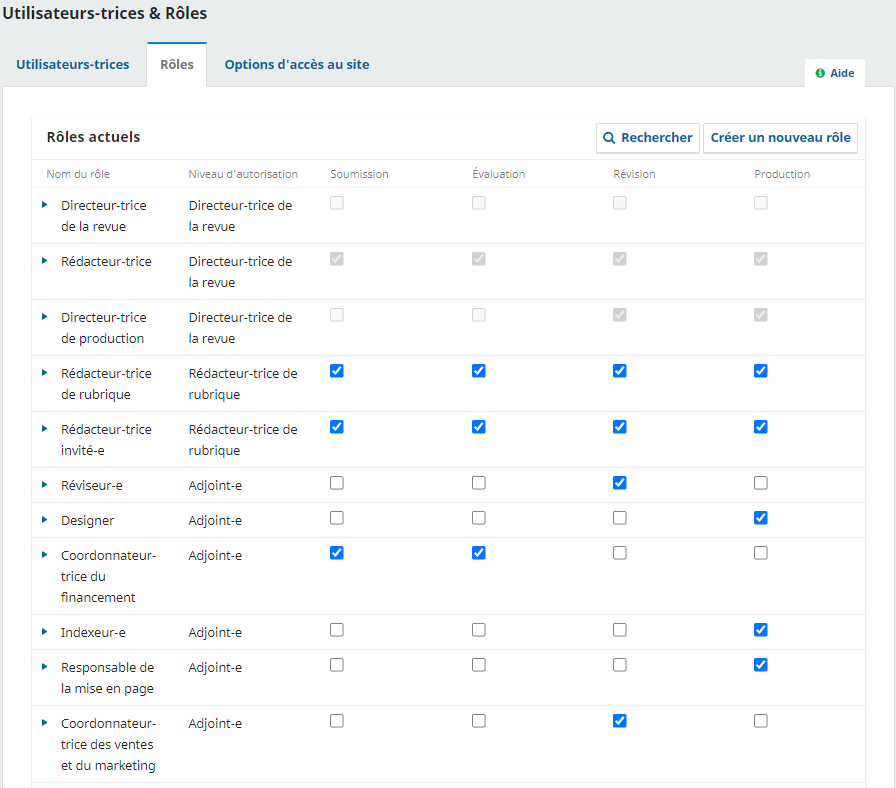 Utilisateurs-trices & Rôles
Utilisateurs-trices Rôles Options d'accès au site
Aide
Rôles actuels Rechercher Créer un nouveau rôle
Nom du rôle Niveau d'autorisation Soumission Évaluation Révision Production
Directeur-trice Directeur-trice de
de la revue la revue
Rédacteur-trice Directeur-trice de
la revue
Directeur-trice Directeur-trice de
de production la revue
Rédacteur-trice Rédacteur-trice de
de rubrique rubrique
Rédacteur-trice Rédacteur-trice de
invité-e rubrique
Réviseur-e Adjoint-e
Designer Adjoint-e
Coordonnateur- Adjoint-e
trice du
financement
Indexeur-e Adjoint-e
Responsable de Adjoint-e
la mise en page
Coordonnateur- Adjoint-e
trice des ventes
et du marketing